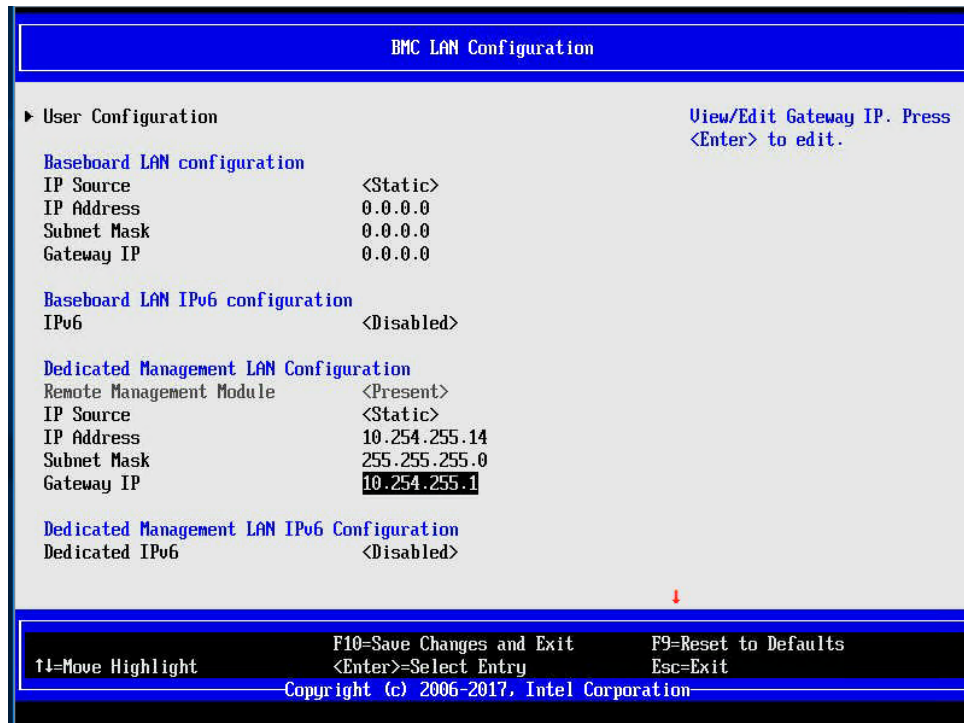 BMC LAN Configuration
▶ User Configuration
View/Edit Gateway IP. Press
<Enter> to edit.
Baseboard LAN configuration
IP Source <Static>
IP Address 0.0.0.0
Subnet Mask 0.0.0.0
Gateway IP 0.0.0.0
Baseboard LAN IPv6 configuration
IPv6 <Disabled>
Dedicated Management LAN Configuration
Remote Management Module <Present>
IP Source <Static>
IP Address 10.254.255.14
Subnet Mask 255.255.255.0
Gateway IP 10.254.255.1
Dedicated Management LAN IPv6 Configuration
Dedicated IPv6 <Disabled>
↓
F10=Save Changes and Exit F9=Reset to Defaults
↑↓=Move Highlight <Enter>=Select Entry Esc=Exit
Copyright (c) 2006-2017, Intel Corporation